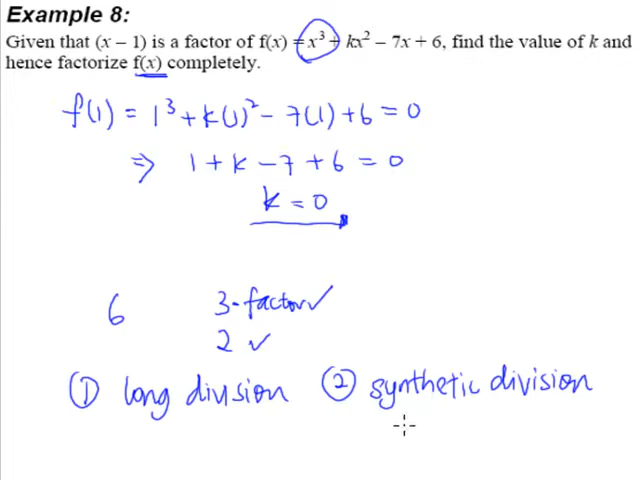 Example 8:
Given that (x – 1) is a factor of f(x) = x³ + kx² – 7x + 6, find the value of k and
hence factorize f(x) completely.
f(1) = 1³ + k(1)² - 7(1) + 6 = 0
⇒ 1 + k - 7 + 6 = 0
k = 0
6 3-factor ✓
2 ✓
① long division ② synthetic division